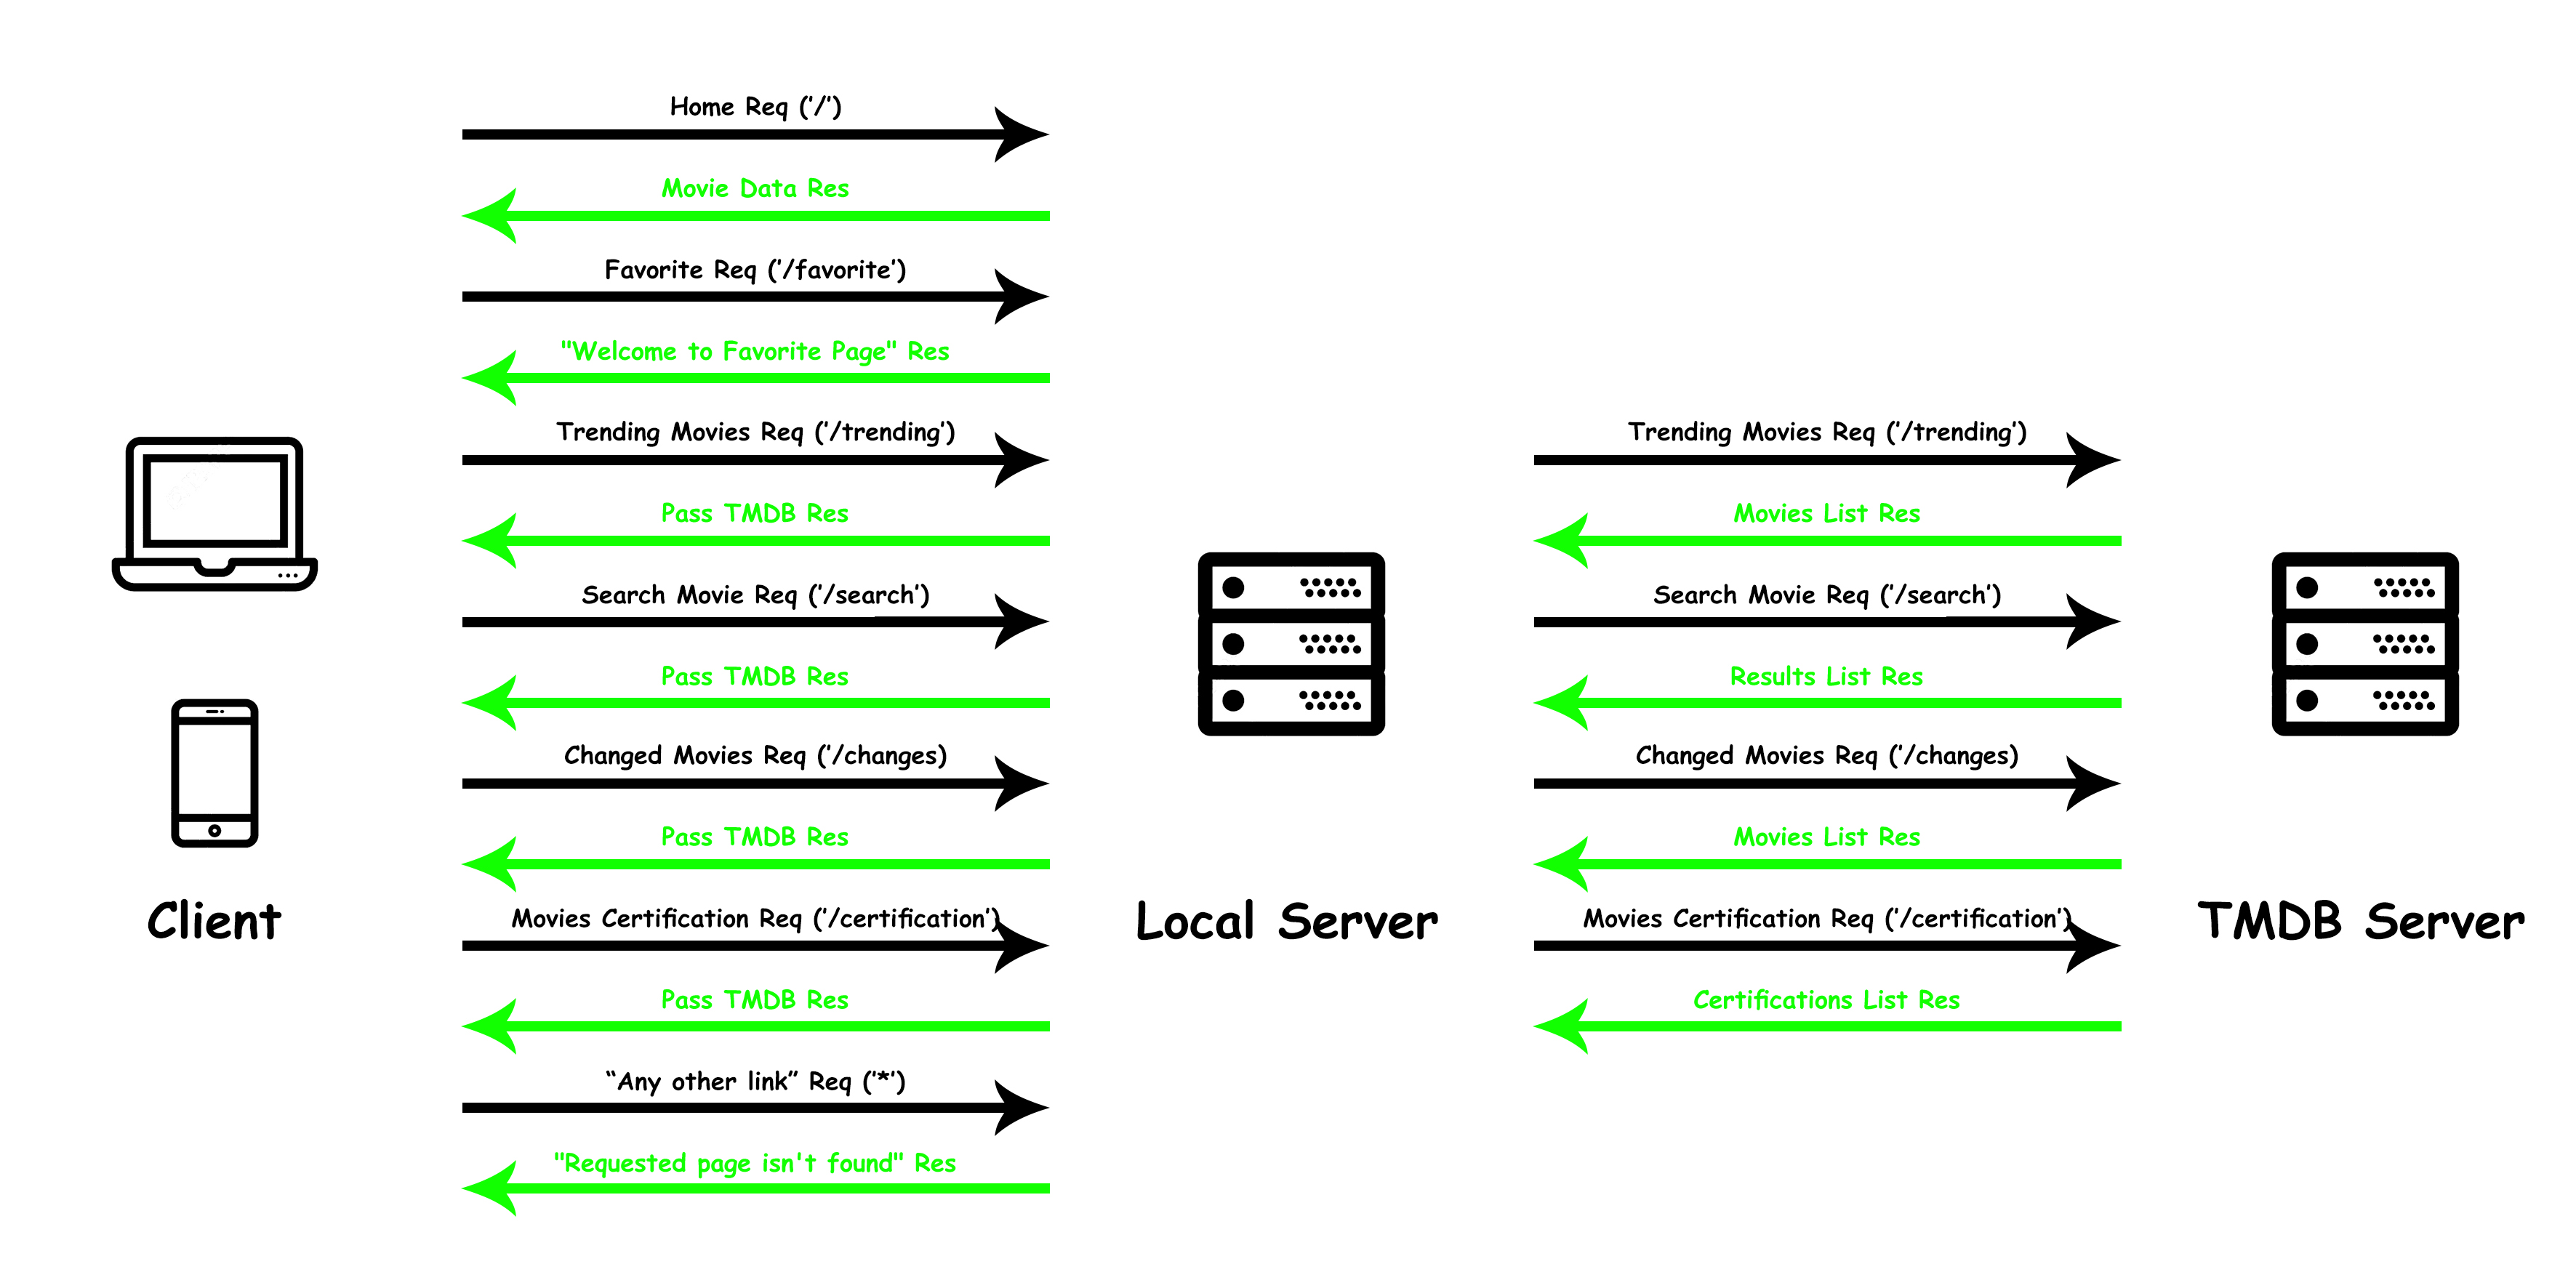 Home Req ('/')
Movie Data Res
Favorite Req ('/favorite')
"Welcome to Favorite Page" Res
Trending Movies Req ('/trending')
Pass TMDB Res
Search Movie Req ('/search')
Pass TMDB Res
Changed Movies Req ('/changes)
Pass TMDB Res
Movies Certification Req ('/certification')
Pass TMDB Res
“Any other link” Req ('*')
"Requested page isn't found" Res
Trending Movies Req ('/trending')
Movies List Res
Search Movie Req ('/search')
Results List Res
Changed Movies Req ('/changes)
Movies List Res
Movies Certification Req ('/certification')
Certifications List Res
Client
Local Server
TMDB Server